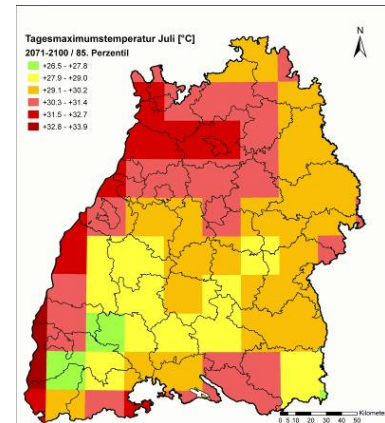 Tagesmaximumstemperatur Juli [°C]
2071-2100 / 85. Perzentil
+26.5 - +27.8
+27.9 - +29.0
+29.1 - +30.2
+30.3 - +31.4
+31.5 - +32.7
+32.8 - +33.9
N
Kilometer
0 5 10 20 30 40 50